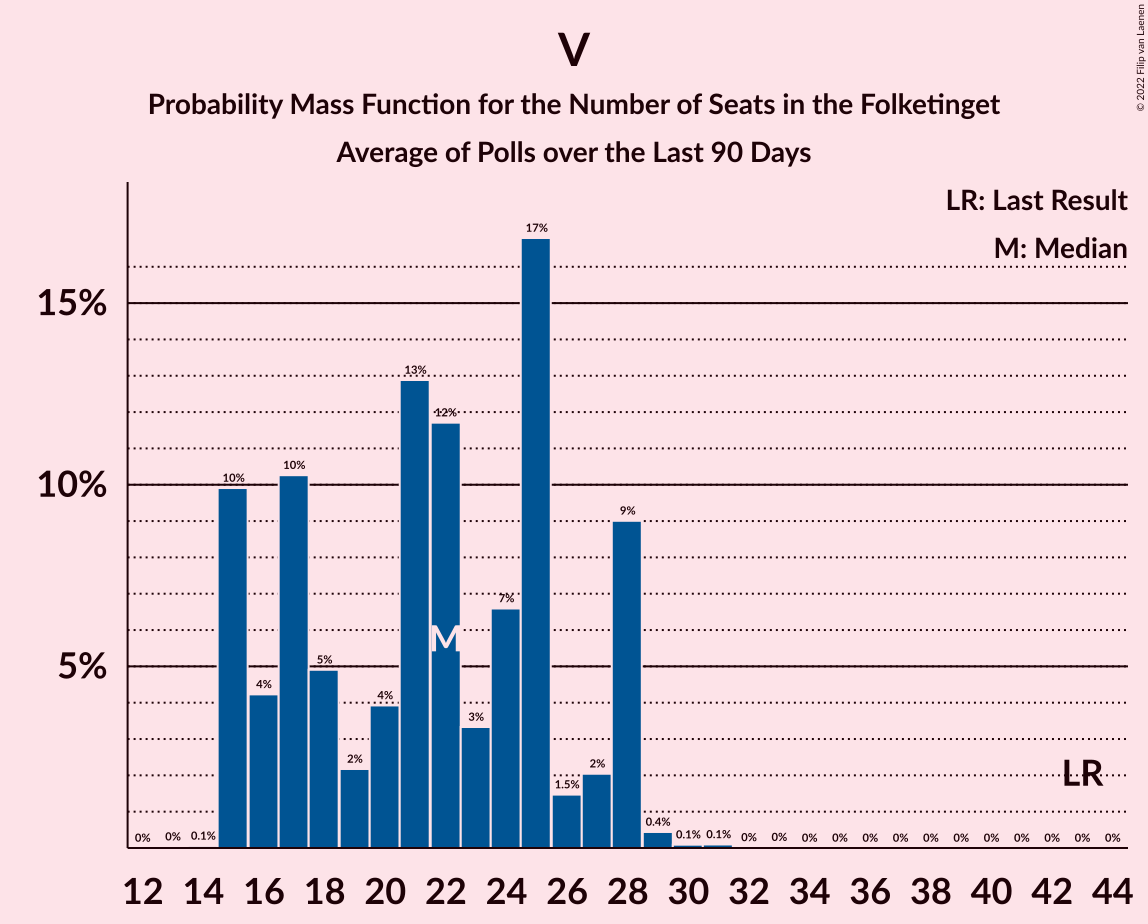 V
Probability Mass Function for the Number of Seats in the Folketinget
Average of Polls over the Last 90 Days
© 2022 Filip van Laenen
LR: Last Result
M: Median
15%
10%
5%
0% 0% 0.1% 10% 4% 10% 5% 2% 4% 13% 12% 3% 7% 17% 1.5% 2% 9% 0.4% 0.1% 0.1% 0% 0% 0% 0% 0% 0% 0% 0% 0% 0% 0% 0% 0%
M
LR
12 14 16 18 20 22 24 26 28 30 32 34 36 38 40 42 44